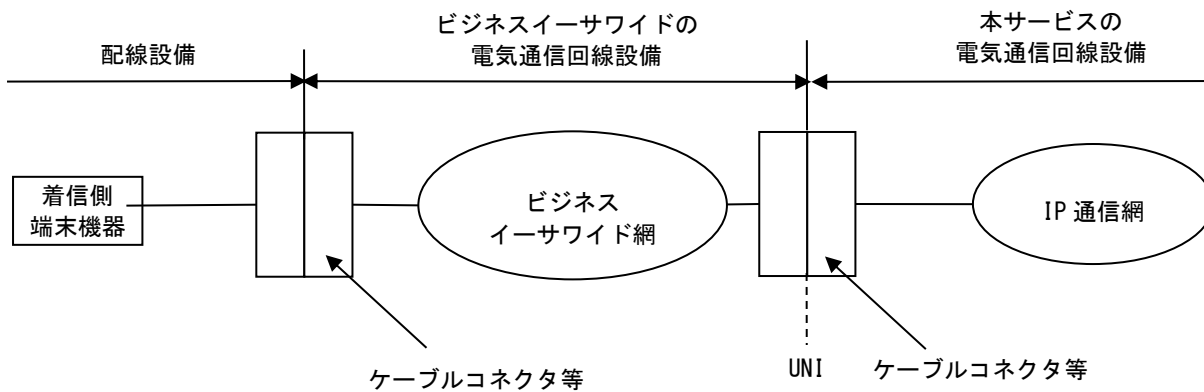 配線設備
ビジネスイーサワイドの
電気通信回線設備
本サービスの
電気通信回線設備
着信側
端末機器
ビジネス
イーサワイド網
IP 通信網
ケーブルコネクタ等
UNI
ケーブルコネクタ等